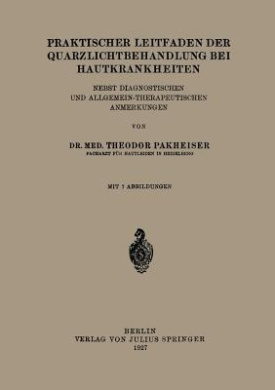 PRAKTISCHER LEITFADEN DER
QUARZLICHTBEHANDLUNG BEI
HAUTKRANKHEITEN
NEBST DIAGNOSTISCHEN
UND ALLGEMEIN-THERAPEUTISCHEN
ANMERKUNGEN
VON
DR. MED. THEODOR PAKHEISER
FACHARZT FÜR HAUTLEIDEN IN HEIDELBERG
MIT 7 ABBILDUNGEN
BERLIN
VERLAG VON JULIUS SPRINGER
1927